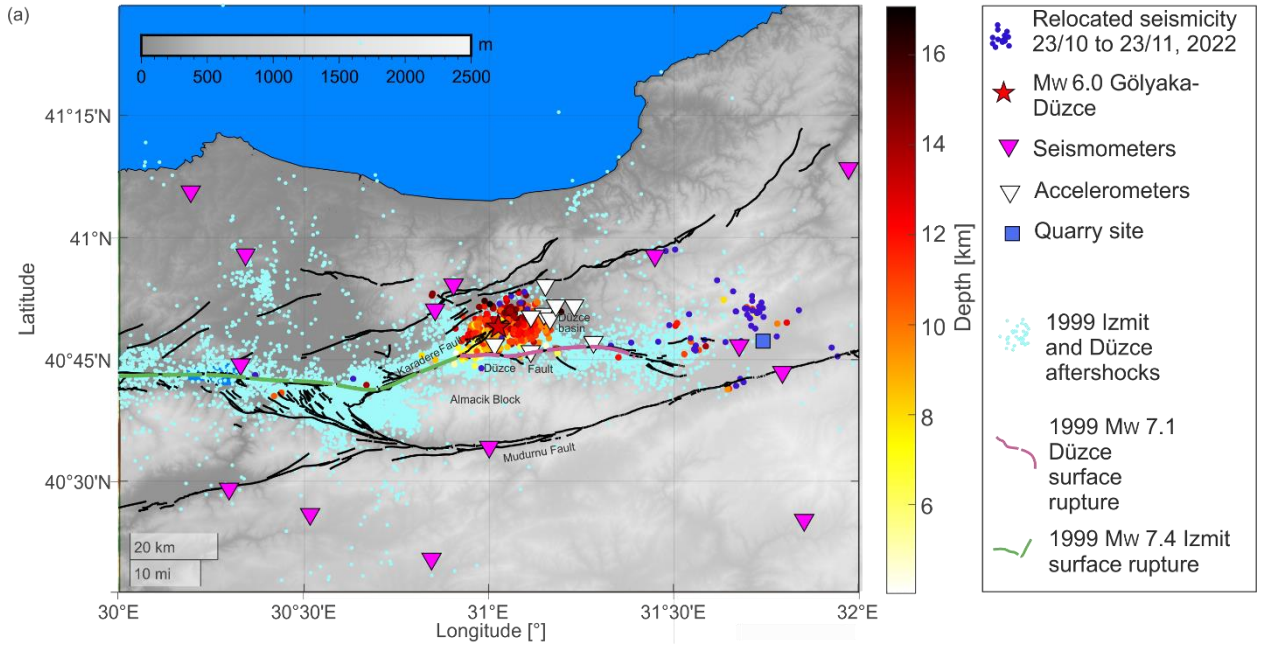 (a)
m
0 500 1000 1500 2000 2500
41°15'N
41°N
40°45'N
40°30'N
Latitude
Karadere Fault
Düzce
basin
Düzce Fault
Almacik Block
Mudurnu Fault
20 km
10 mi
30°E 30°30'E 31°E 31°30'E 32°E
Longitude [°]
16
14
12
10
8
6
Depth [km]
Relocated seismicity
23/10 to 23/11, 2022
Mw 6.0 Gölyaka-
Düzce
Seismometers
Accelerometers
Quarry site
1999 Izmit
and Düzce
aftershocks
1999 Mw 7.1
Düzce
surface
rupture
1999 Mw 7.4 Izmit
surface rupture